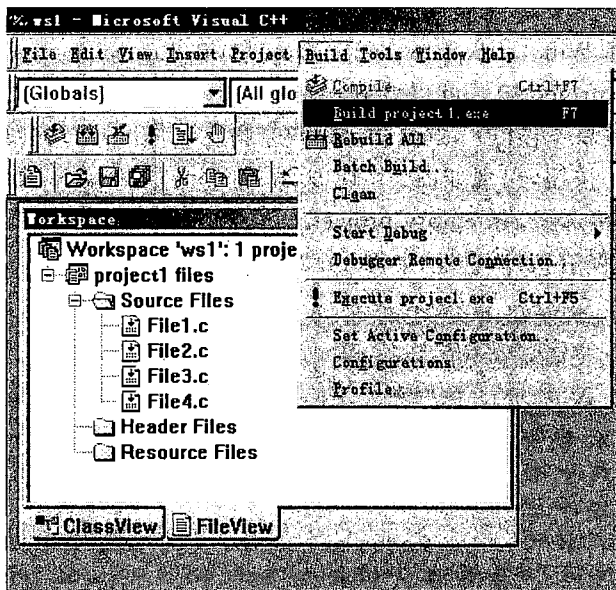 ws1 - Microsoft Visual C++
File Edit View Insert Project Build Tools Window Help
[Globals] [All glo
Compile Ctrl+F7
Build project1.exe F7
Rebuild All
Batch Build...
Clean
Start Debug
Debugger Remote Connection...
Execute projec1.exe Ctrl+F5
Set Active Configuration...
Configurations...
Profile...
Workspace
Workspace 'ws1': 1 proje
project1 files
Source Files
File1.c
File2.c
File3.c
File4.c
Header Files
Resource Files
ClassView FileView